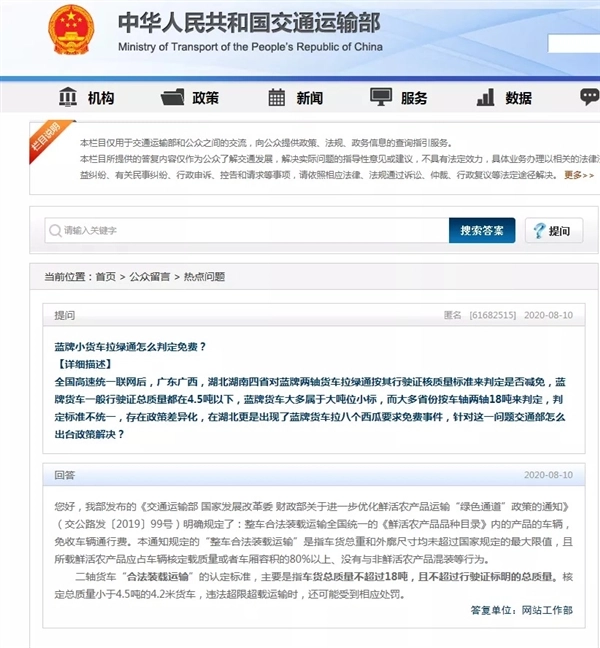 中华人民共和国交通运输部
Ministry of Transport of the People's Republic of China
机构
政策
新闻
服务
数据
栏目说明
本栏目仅用于交通运输部和公众之间的交流，向公众提供政策、法规、政务信息的查询指引服务。
本栏目所提供的答复内容仅作为公众了解交通发展，解决实际问题的指导性意见或建议，不具有法定效力，具体业务办理以相关的法律法
益纠纷、有关民事纠纷、行政申诉、控告和请求等事项，请依照相应法律、法规通过诉讼、仲裁、行政复议等法定途径解决。 更多>>
请输入关键字
搜索答案
提问
当前位置：首页 > 公众留言 > 热点问题
提问
匿名 [61682515] 2020-08-10
蓝牌小货车拉绿通怎么判定免费？
【详细描述】
全国高速统一联网后，广东广西，湖北湖南四省对蓝牌两轴货车拉绿通按其行驶证核质量标准来判定是否减免，蓝
牌货车一般行驶证总质量都在4.5吨以下，蓝牌货车大多属于大吨位小标，而大多省份按车轴两轴18吨来判定，判
定标准不统一，存在政策差异化，在湖北更是出现了蓝牌货车拉八个西瓜要求免费事件，针对这一问题交通部怎么
出台政策解决？
回答
2020-08-10
您好，我部发布的《交通运输部 国家发展改革委 财政部关于进一步优化鲜活农产品运输“绿色通道”政策的通知》
（交公路发〔2019〕99号）明确规定了：整车合法装载运输全国统一的《鲜活农产品品种目录》内的产品的车辆，
免收车辆通行费。本通知规定的“整车合法装载运输”是指车货总重和外廓尺寸均未超过国家规定的最大限值，且
所载鲜活农产品应占车辆核定载质量或者车厢容积的80%以上、没有与非鲜活农产品混装等行为。
二轴货车“合法装载运输”的认定标准，主要是指车货总质量不超过18吨，且不超过行驶证标明的总质量。核
定总质量小于4.5吨的4.2米货车，违法超限超载运输时，还可能受到相应处罚。
答复单位：网站工作部